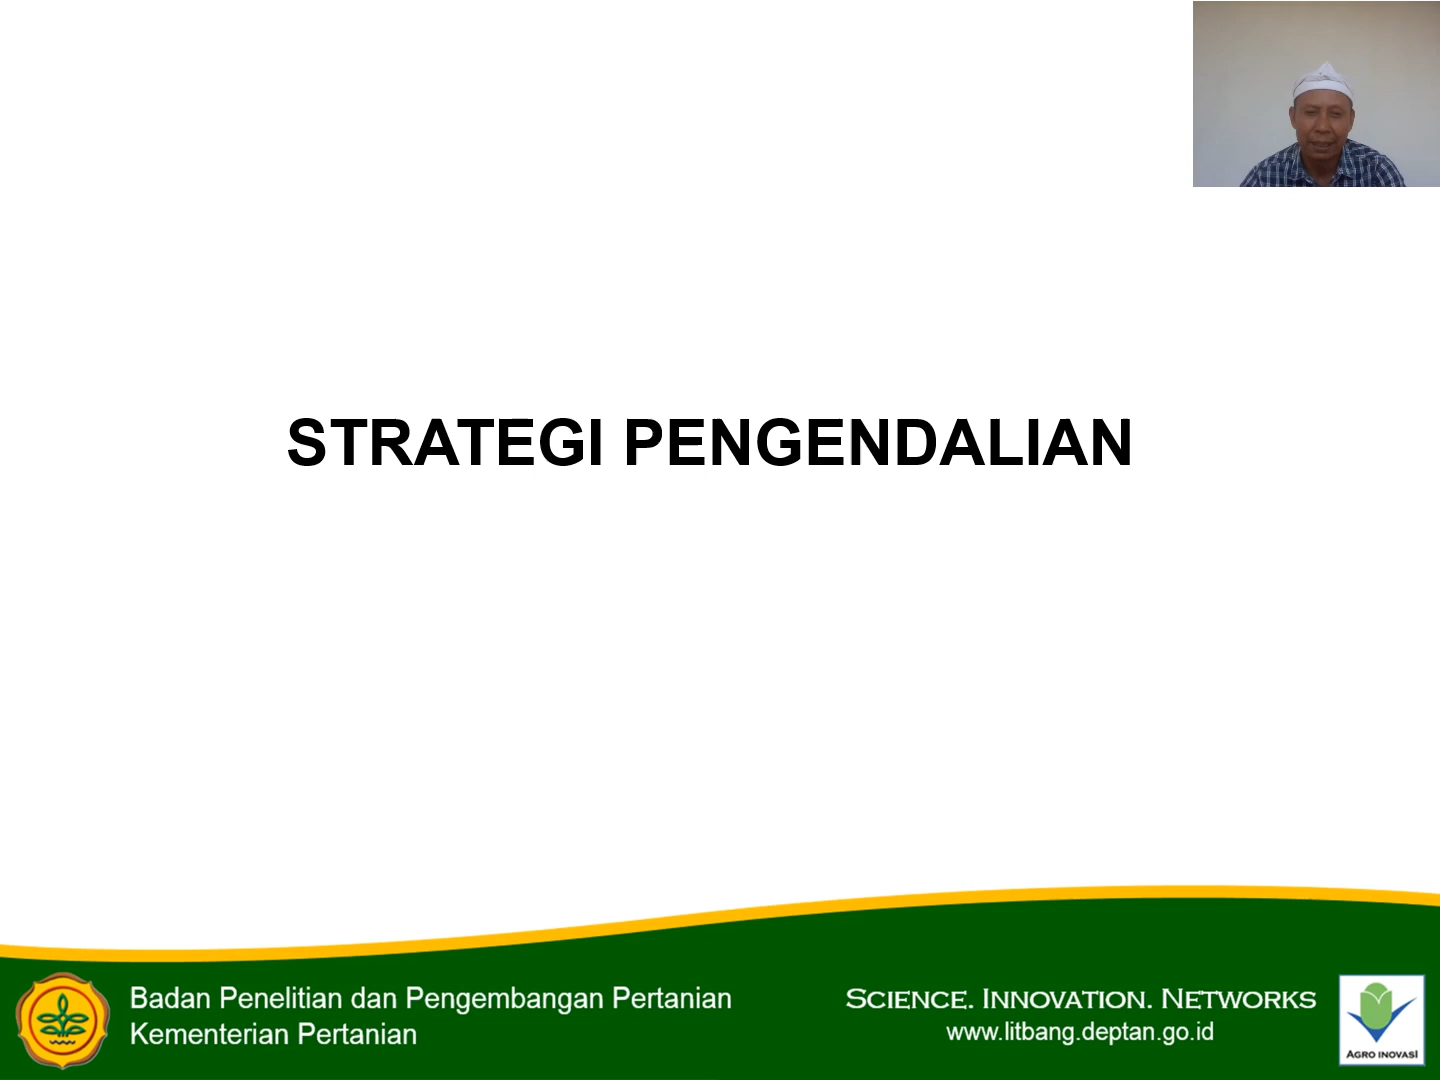 STRATEGI PENGENDALIAN
Badan Penelitian dan Pengembangan Pertanian
Kementerian Pertanian
SCIENCE. INNOVATION. NETWORKS
www.litbang.deptan.go.id
AGRO INOVASI